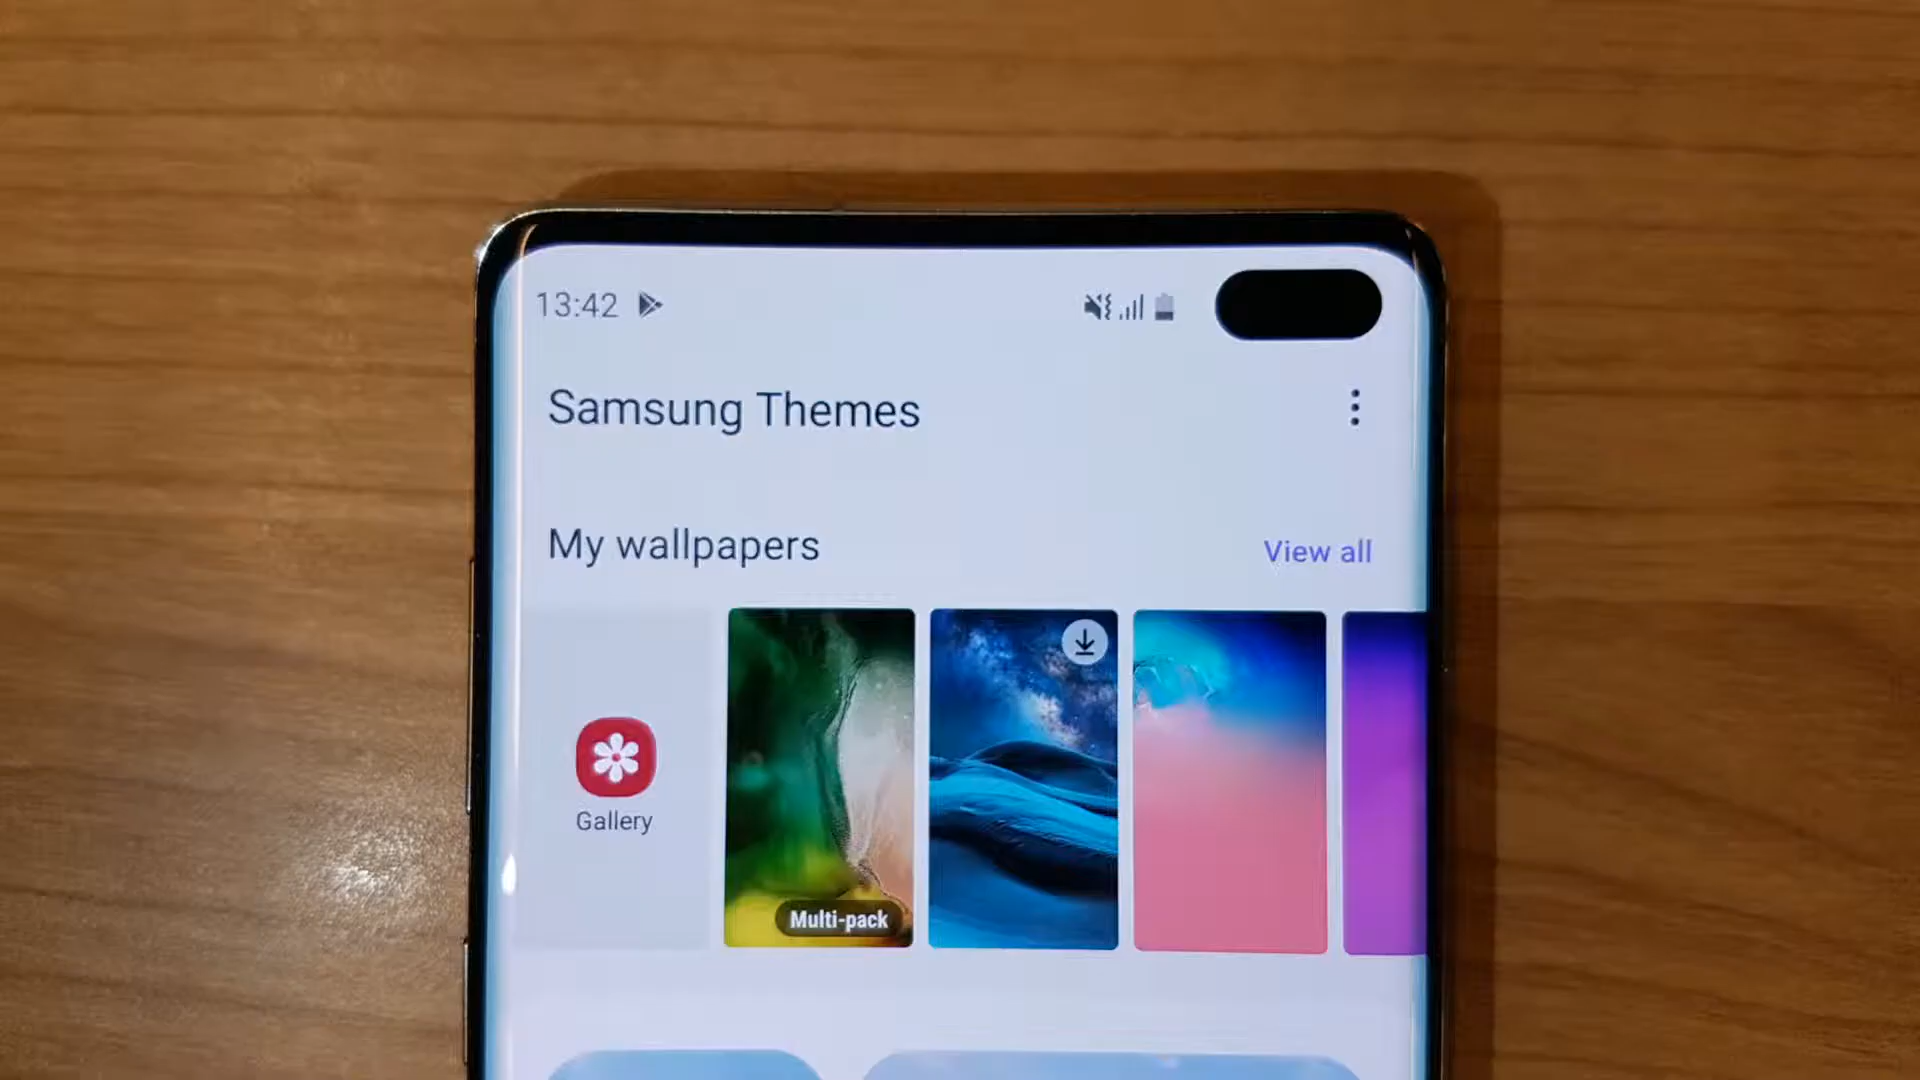 13:42
Samsung Themes
My wallpapers
View all
Gallery
Multi-pack